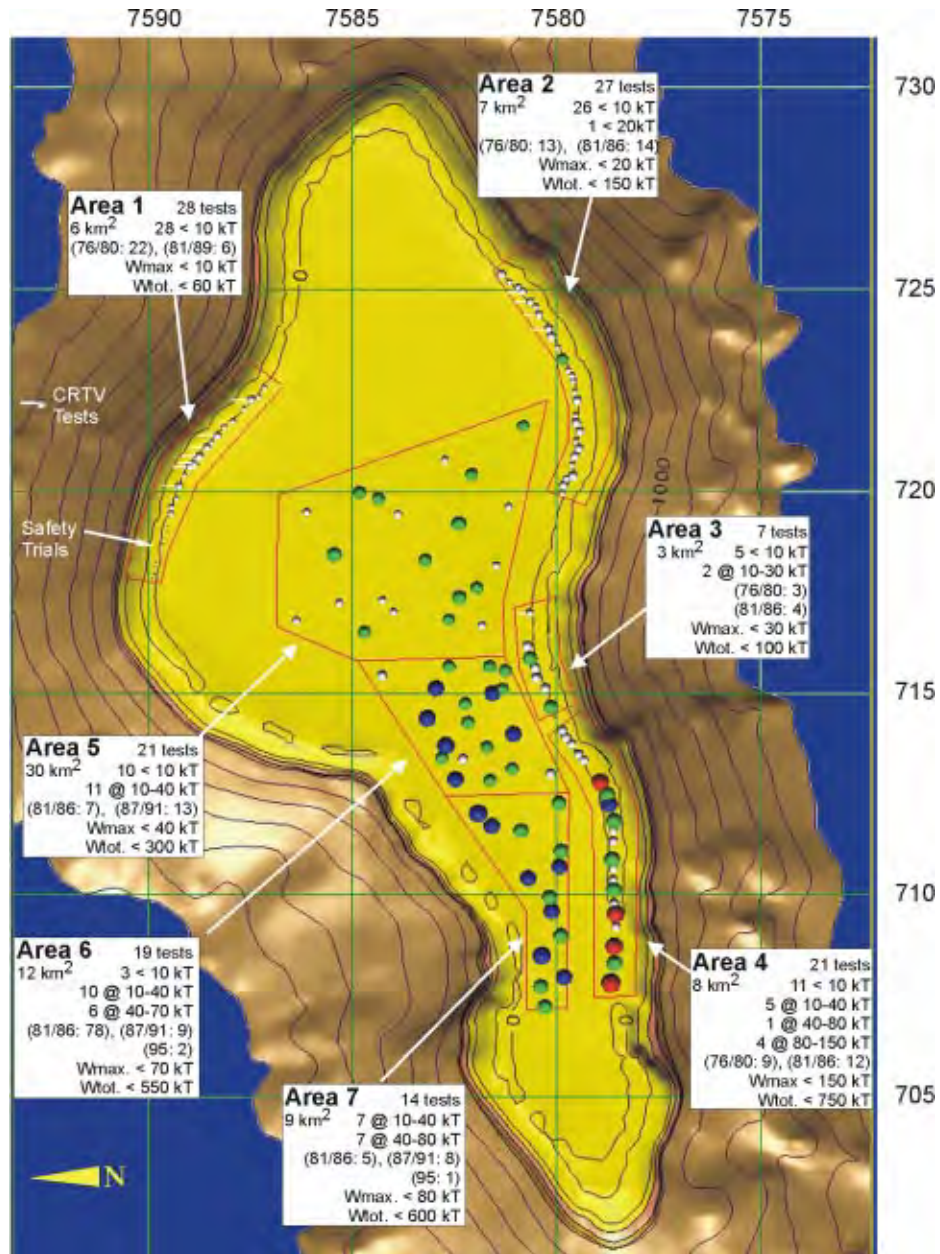 7590 7585 7580 7575
730
725
720
715
710
705
Area 2 27 tests
7 km2 26 < 10 kT
1 < 20kT
(76/80: 13), (81/86: 14)
Wmax. < 20 kT
Wtot. < 150 kT
Area 1 28 tests
6 km2 28 < 10 kT
(76/80: 22), (81/89: 6)
Wmax < 10 kT
Wtot. < 60 kT
0
CRTV
Tests
Safety
Trials
-1000
Area 3 7 tests
3 km2 5 < 10 kT
2 @ 10-30 kT
(76/80: 3)
(81/86: 4)
Wmax. < 30 kT
Wtot. < 100 kT
Area 5 21 tests
30 km2 10 < 10 kT
11 @ 10-40 kT
(81/86: 7), (87/91: 13)
Wmax < 40 kT
Wtot. < 300 kT
Area 6 19 tests
12 km2 3 < 10 kT
10 @ 10-40 kT
6 @ 40-70 kT
(81/86: 78), (87/91: 9)
(95: 2)
Wmax. < 70 kT
Wtot. < 550 kT
Area 4 21 tests
8 km2 11 < 10 kT
5 @ 10-40 kT
1 @ 40-80 kT
4 @ 80-150 kT
(76/80: 9), (81/86: 12)
Wmax < 150 kT
Wtot. < 750 kT
0
0
Area 7 14 tests
9 km2 7 @ 10-40 kT
7 @ 40-80 kT
(81/86: 5), (87/91: 8)
(95: 1)
Wmax. < 80 kT
Wtot. < 600 kT
N